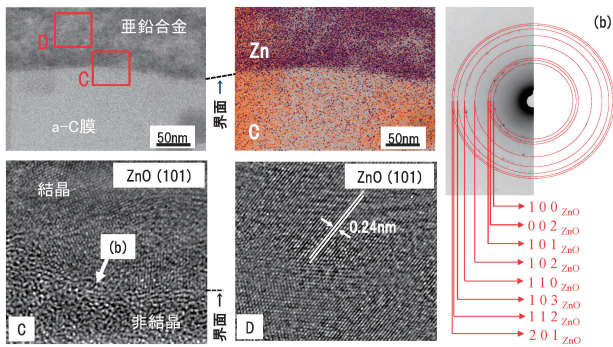 D
亜鉛合金
C
a-C膜
50nm
界面
Zn
C
50nm
(b)
結晶
ZnO (101)
(b)
C
非結晶
界面
ZnO (101)
0.24nm
D
1 0 0 ZnO
0 0 2 ZnO
1 0 1 ZnO
1 0 2 ZnO
1 1 0 ZnO
1 0 3 ZnO
1 1 2 ZnO
2 0 1 ZnO